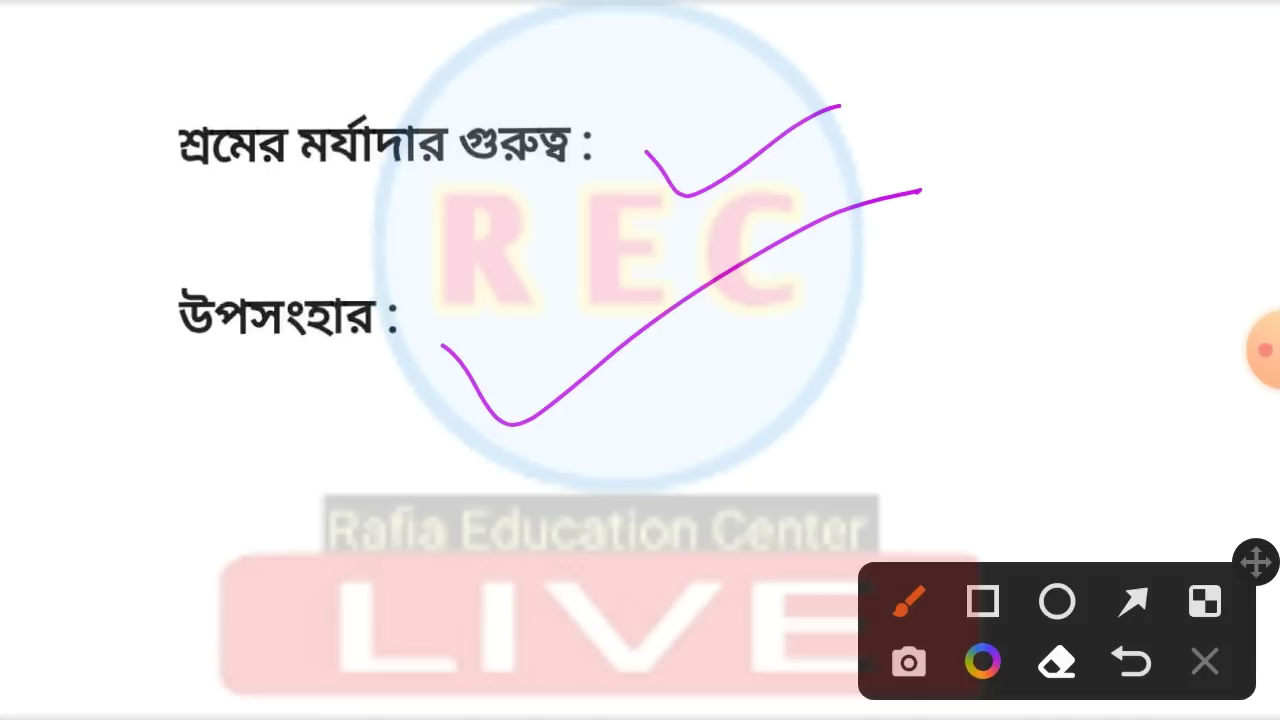 শ্রমের মর্যাদার গুরুত্ব :
REC
উপসংহার :
Rafia Education Center
LIVE